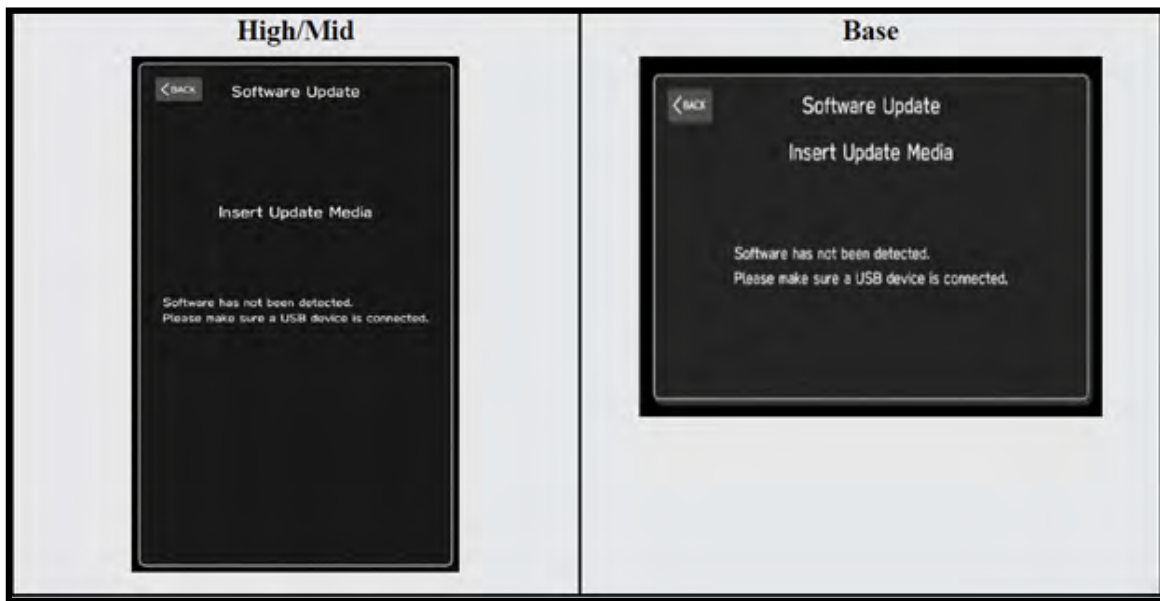 High/Mid
BACK
Software Update
Insert Update Media
Software has not been detected.
Please make sure a USB device is connected.
Base
BACK
Software Update
Insert Update Media
Software has not been detected.
Please make sure a USB device is connected.